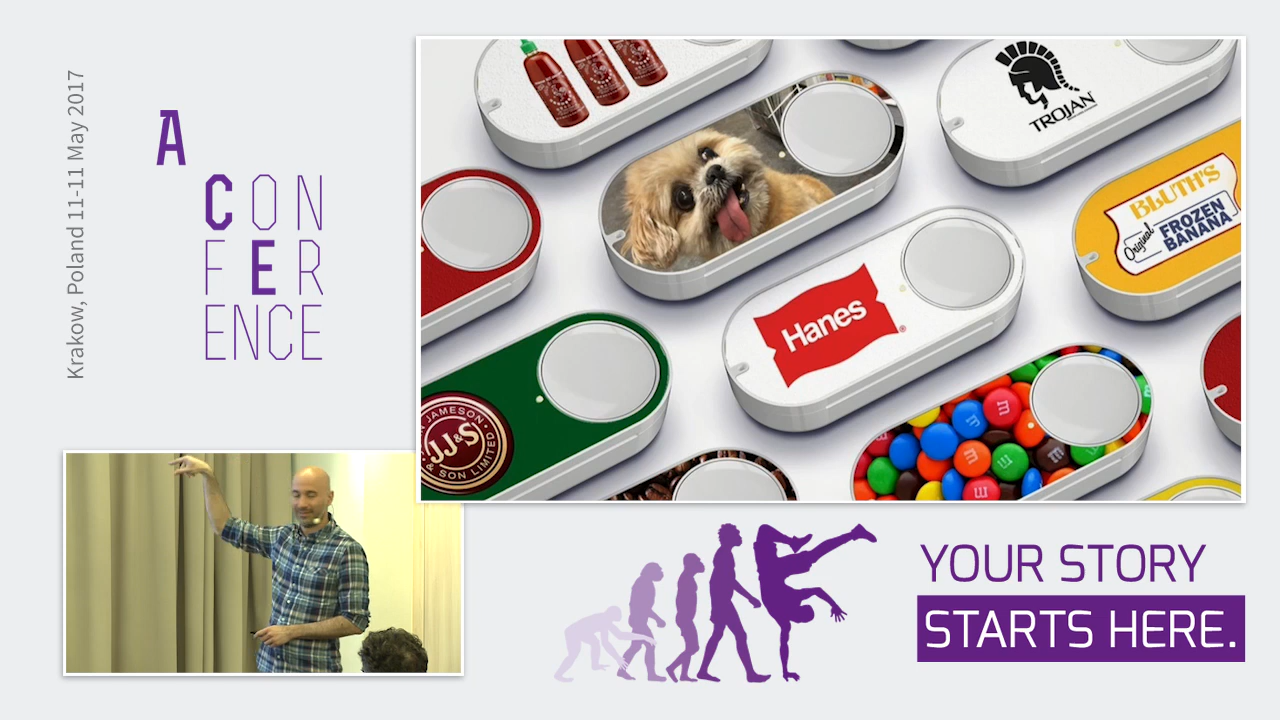 Krakow, Poland 11-11 May 2017
A
CON
FER
ENCE
TROJAN
BLUTH'S
Original FROZEN
BANANA
Hanes
JAMESON
JJ&S
& SON LIMITED
m
m
m
m
m
YOUR STORY
STARTS HERE.